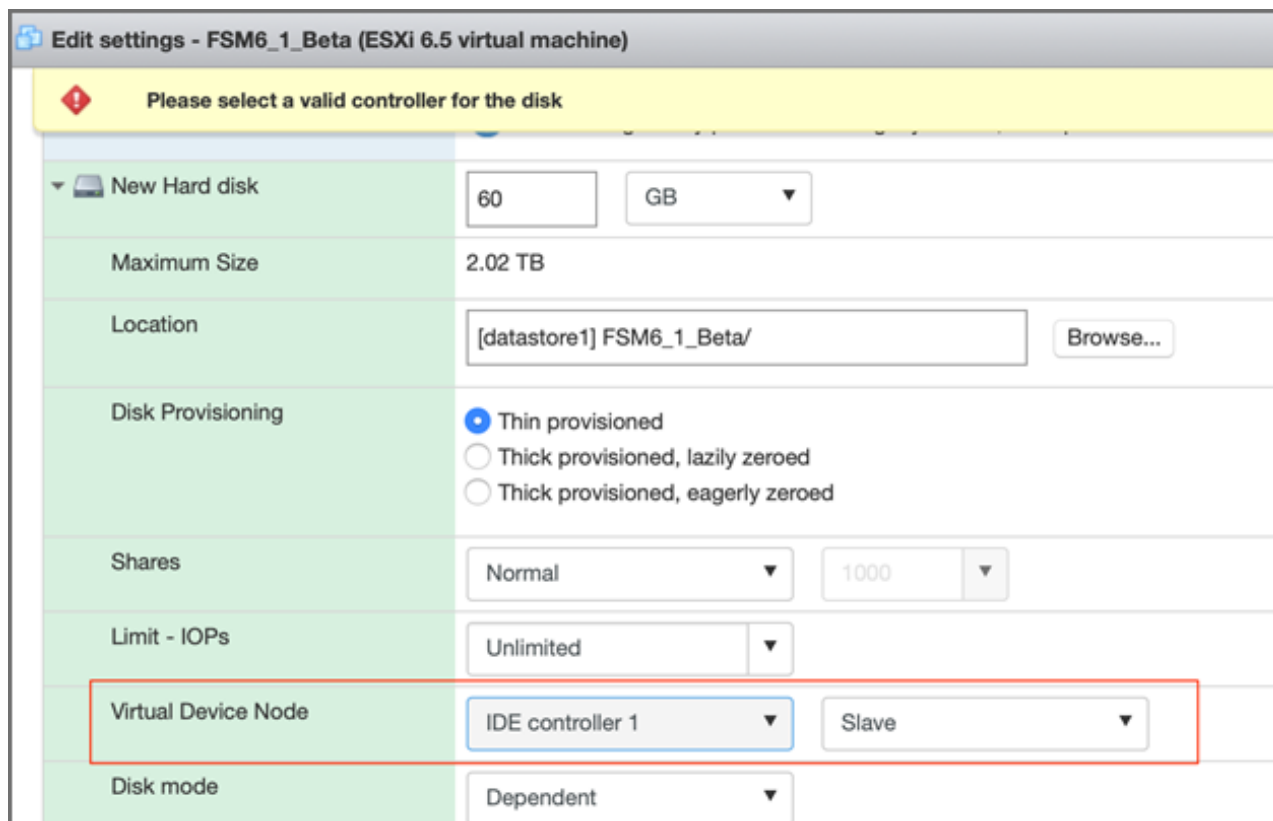 Edit settings - FSM6_1_Beta (ESXi 6.5 virtual machine)
Please select a valid controller for the disk
New Hard disk 60 GB
Maximum Size 2.02 TB
Location [datastore1] FSM6_1_Beta/ Browse...
Disk Provisioning Thin provisioned
Thick provisioned, lazily zeroed
Thick provisioned, eagerly zeroed
Shares Normal 1000
Limit - IOPs Unlimited
Virtual Device Node IDE controller 1 Slave
Disk mode Dependent